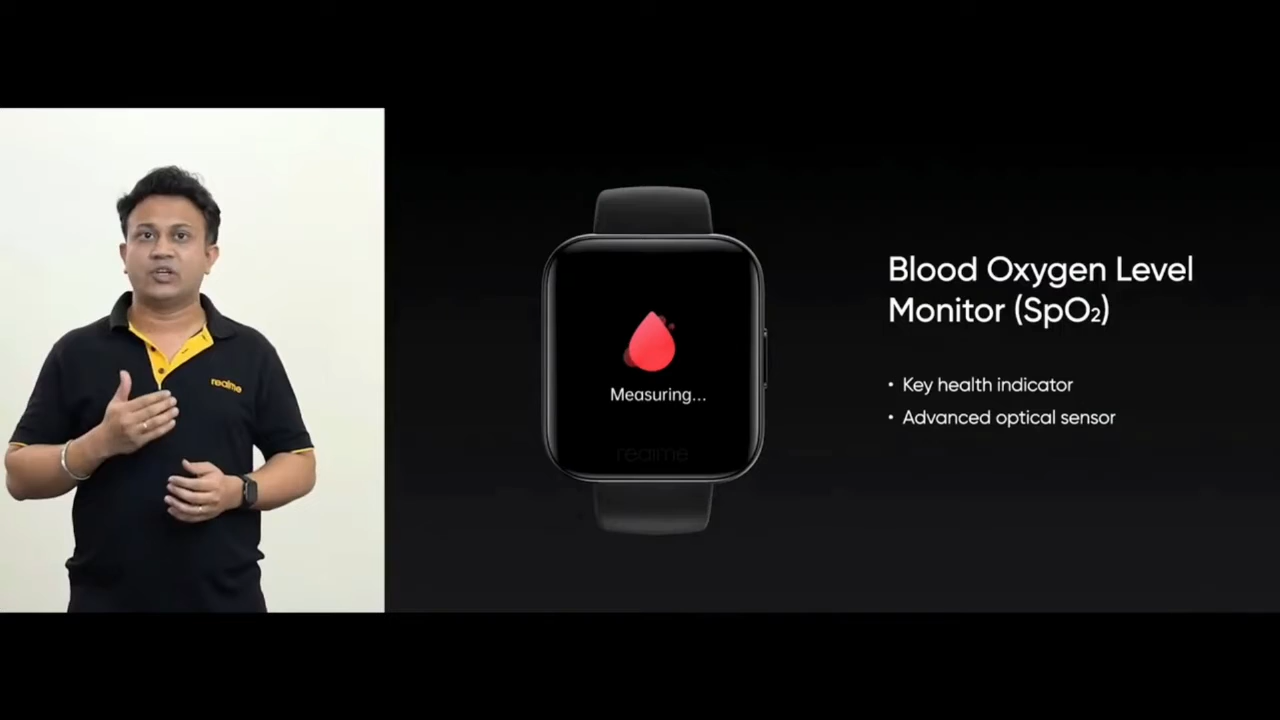 realme
Measuring...
realme
Blood Oxygen Level
Monitor (SpO₂)
• Key health indicator
• Advanced optical sensor